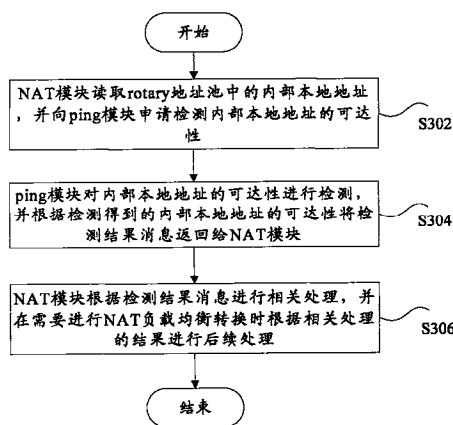 开始
NAT模块读取rotary地址池中的内部本地地址
，并向ping模块申请检测内部本地地址的可达
性
S302
ping模块对内部本地地址的可达性进行检测，
并根据检测得到的内部本地地址的可达性将检
测结果消息返回给NAT模块
S304
NAT模块根据检测结果消息进行相关处理，并
在需要进行NAT负载均衡转换时根据相关处理
的结果进行后续处理
S306
结束